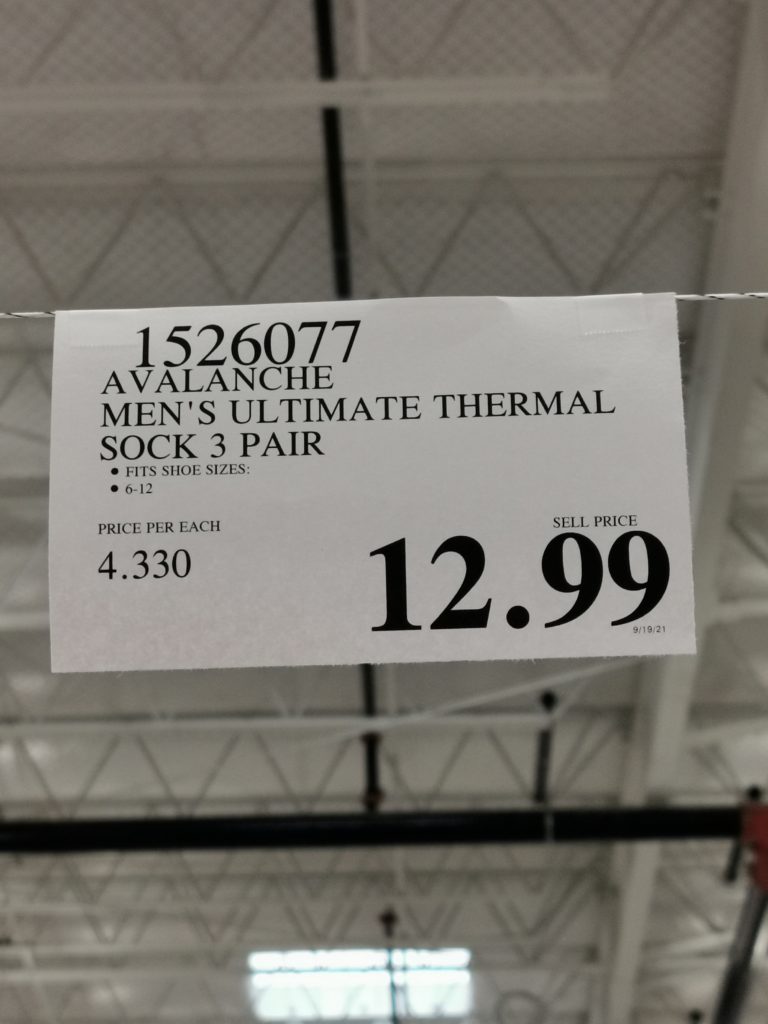 1526077
AVALANCHE
MEN'S ULTIMATE THERMAL
SOCK 3 PAIR
• FITS SHOE SIZES:
• 6-12
PRICE PER EACH
4.330
SELL PRICE
12.99
9/19/21